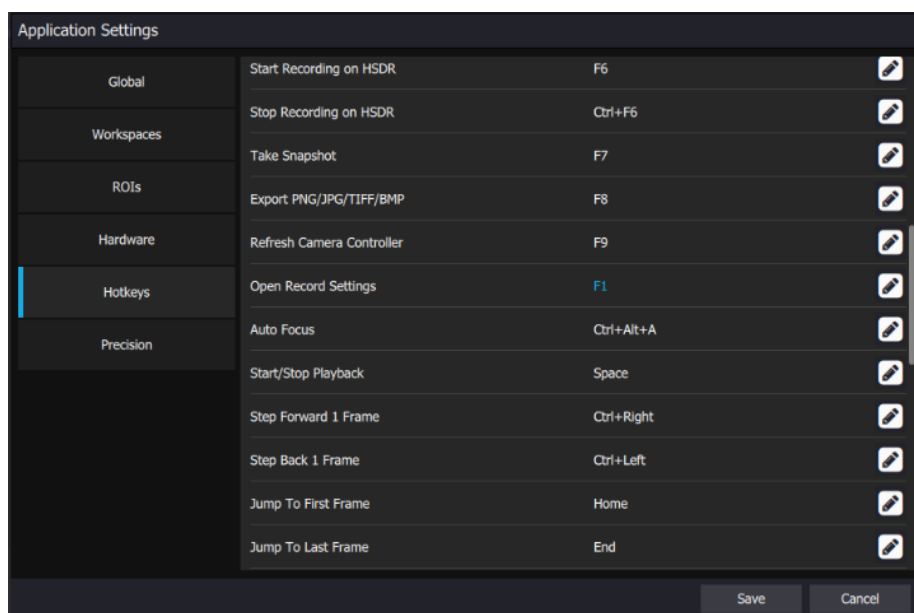 Application Settings
Global
Workspaces
ROIs
Hardware
Hotkeys
Precision
Start Recording on HSDR F6
Stop Recording on HSDR Ctrl+F6
Take Snapshot F7
Export PNG/JPG/TIFF/BMP F8
Refresh Camera Controller F9
Open Record Settings F1
Auto Focus Ctrl+Alt+A
Start/Stop Playback Space
Step Forward 1 Frame Ctrl+Right
Step Back 1 Frame Ctrl+Left
Jump To First Frame Home
Jump To Last Frame End
Save Cancel